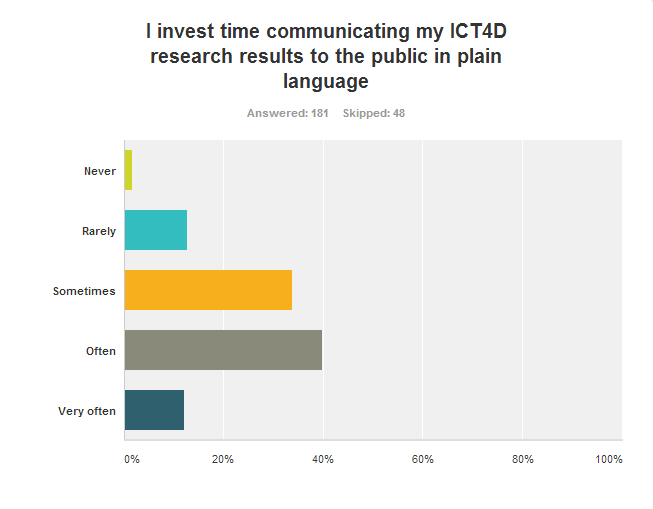 I invest time communicating my ICT4D
research results to the public in plain
language
Answered: 181 Skipped: 48
Never
Rarely
Sometimes
Often
Very often
0% 20% 40% 60% 80% 100%